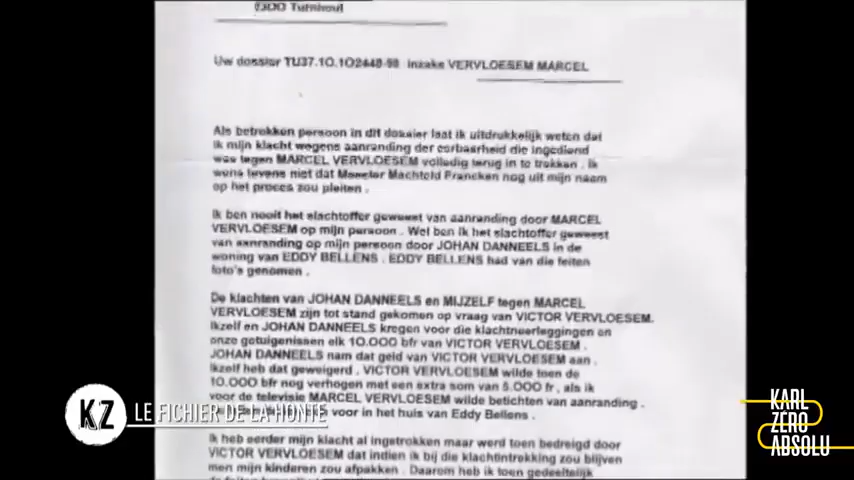 2300 Turnhout
Uw dossier TU37.1O.1O2448-98 inzake VERVLOESEM MARCEL
Als betrokken persoon in dit dossier laat ik uitdrukkelijk weten dat
ik mijn klacht wegens aanranding der eerbaarheid die ingediend
was tegen MARCEL VERVLOESEM volledig terug in te trekken . Ik
wens tevens niet dat Meester Machteld Francken nog uit mijn naam
op het proces zou pleiten .
Ik ben nooit het slachtoffer geweest van aanranding door MARCEL
VERVLOESEM op mijn persoon . Wel ben ik het slachtoffer geweest
van aanranding op mijn persoon door JOHAN DANNEELS in de
woning van EDDY BELLENS . EDDY BELLENS had van die feiten
foto's genomen .
De klachten van JOHAN DANNEELS en MIJZELF tegen MARCEL
VERVLOESEM zijn tot stand gekomen op vraag van VICTOR VERVLOESEM.
Ikzelf en JOHAN DANNEELS kregen voor die klachtneerleggingen en
onze getuigenissen elk 10.000 bfr van VICTOR VERVLOESEM .
JOHAN DANNEELS nam dat geld van VICTOR VERVLOESEM aan .
Ikzelf heb dat geweigerd . VICTOR VERVLOESEM wilde toen de
10.000 bfr nog verhogen met een extra som van 5.000 fr , als ik
voor de televisie MARCEL VERVLOESEM wilde betichten van aanranding .
voor in het huis van Eddy Bellens .
Ik heb eerder mijn klacht al ingetrokken maar werd toen bedreigd door
VICTOR VERVLOESEM dat indien ik bij die klachtintrekking zou blijven
men mijn kinderen zou afpakken . Daarom heb ik toen gedeeltelijk
KZ LE FICHIER DE LA HONTE
KARL
ZÉRO
ABSOLU